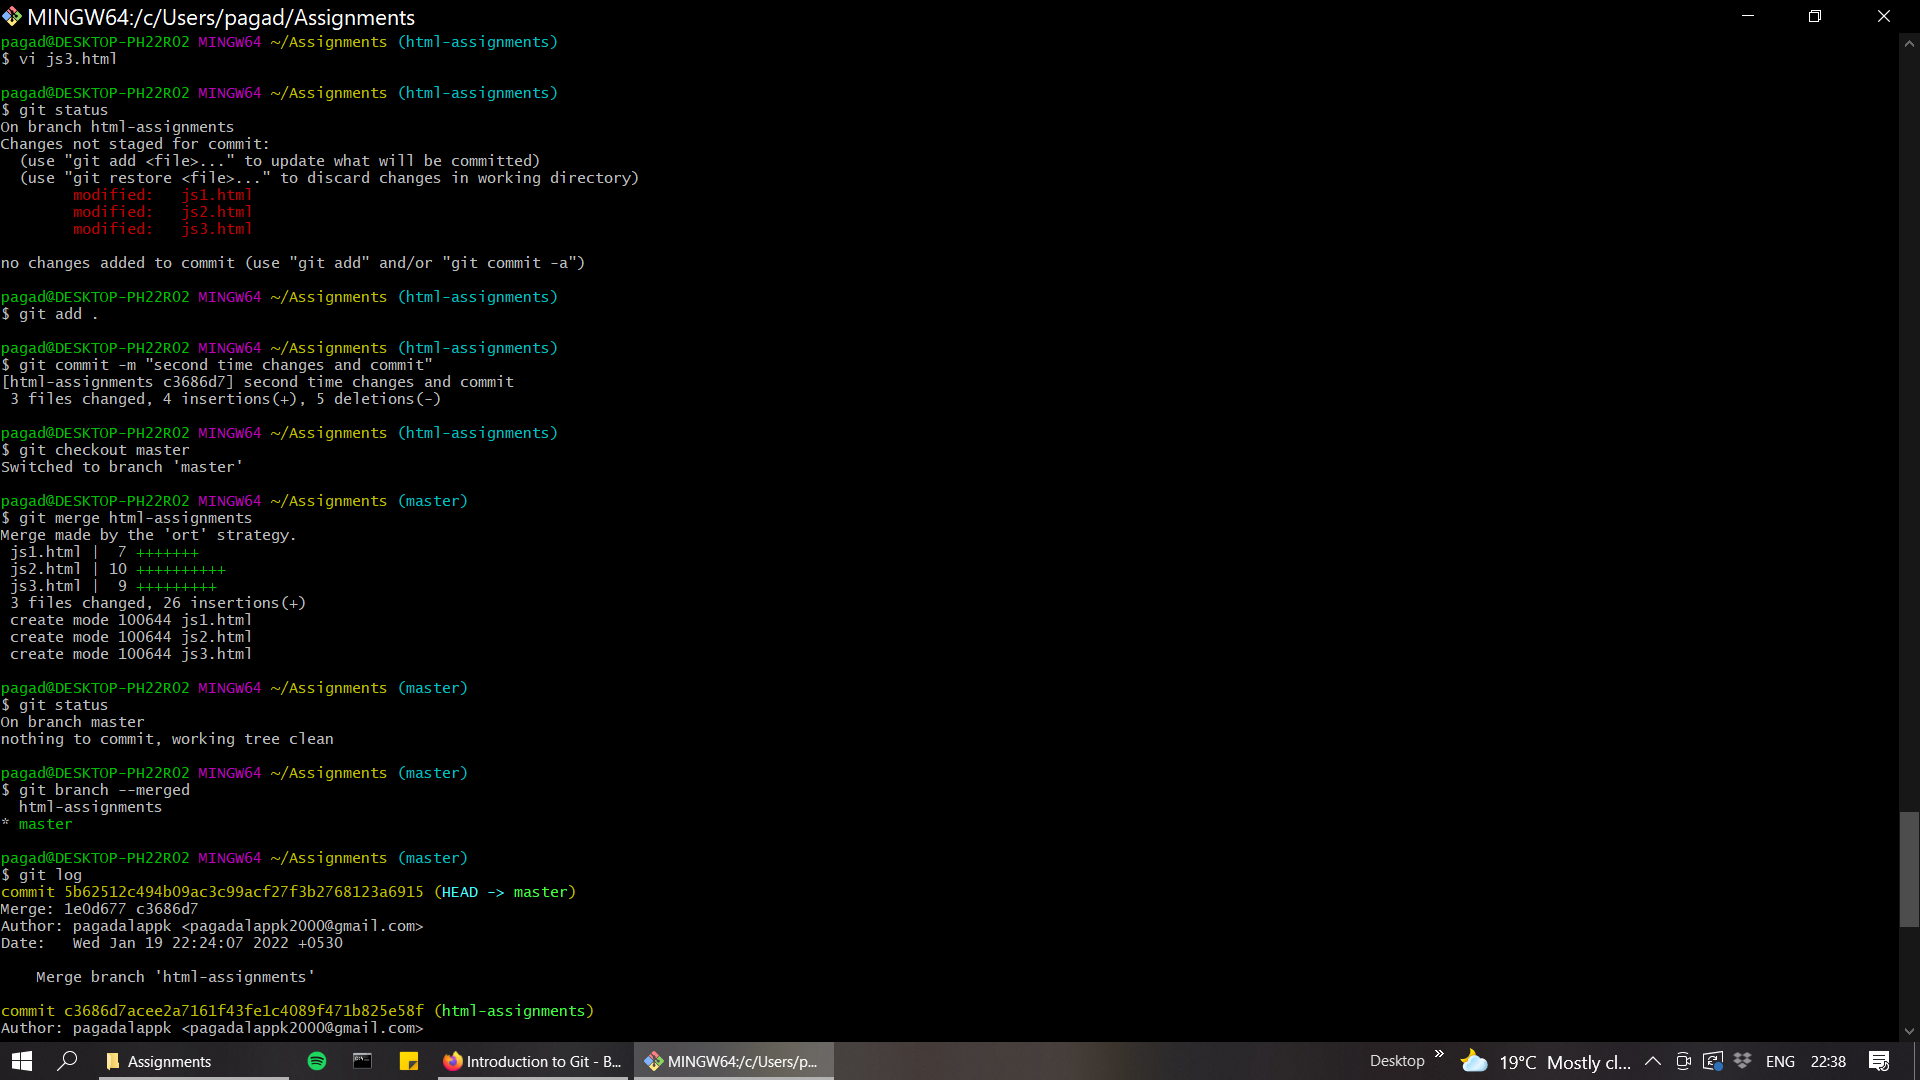 MINGW64:/c/Users/pagad/Assignments
pagad@DESKTOP-PH22R02 MINGW64 ~/Assignments (html-assignments)
$ vi js3.html
pagad@DESKTOP-PH22R02 MINGW64 ~/Assignments (html-assignments)
$ git status
On branch html-assignments
Changes not staged for commit:
  (use "git add <file>..." to update what will be committed)
  (use "git restore <file>..." to discard changes in working directory)
        modified:   js1.html
        modified:   js2.html
        modified:   js3.html
no changes added to commit (use "git add" and/or "git commit -a")
pagad@DESKTOP-PH22R02 MINGW64 ~/Assignments (html-assignments)
$ git add .
pagad@DESKTOP-PH22R02 MINGW64 ~/Assignments (html-assignments)
$ git commit -m "second time changes and commit"
[html-assignments c3686d7] second time changes and commit
 3 files changed, 4 insertions(+), 5 deletions(-)
pagad@DESKTOP-PH22R02 MINGW64 ~/Assignments (html-assignments)
$ git checkout master
Switched to branch 'master'
pagad@DESKTOP-PH22R02 MINGW64 ~/Assignments (master)
$ git merge html-assignments
Merge made by the 'ort' strategy.
 js1.html |  7 +++++++
 js2.html | 10 ++++++++++
 js3.html |  9 +++++++++
 3 files changed, 26 insertions(+)
 create mode 100644 js1.html
 create mode 100644 js2.html
 create mode 100644 js3.html
pagad@DESKTOP-PH22R02 MINGW64 ~/Assignments (master)
$ git status
On branch master
nothing to commit, working tree clean
pagad@DESKTOP-PH22R02 MINGW64 ~/Assignments (master)
$ git branch --merged
  html-assignments
* master
pagad@DESKTOP-PH22R02 MINGW64 ~/Assignments (master)
$ git log
commit 5b62512c494b09ac3c99acf27f3b2768123a6915 (HEAD -> master)
Merge: 1e0d677 c3686d7
Author: pagadalappk <pagadalappk2000@gmail.com>
Date:   Wed Jan 19 22:24:07 2022 +0530
    Merge branch 'html-assignments'
commit c3686d7acee2a7161f43fe1c4089f471b825e58f (html-assignments)
Author: pagadalappk <pagadalappk2000@gmail.com>
Assignments Introduction to Git - B... MINGW64:/c/Users/p... Desktop » 19°C Mostly cl... ENG 22:38